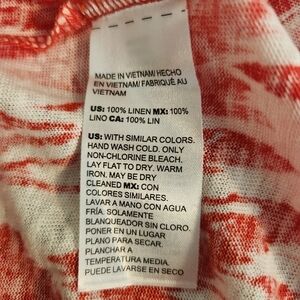 MADE IN VIETNAM/ HECHO
EN VIETNAM/ FABRIQUÉ AU
VIETNAM
US: 100% LINEN MX: 100%
LINO CA: 100% LIN
US: WITH SIMILAR COLORS.
HAND WASH COLD. ONLY
NON-CHLORINE BLEACH.
LAY FLAT TO DRY. WARM
IRON. MAY BE DRY
CLEANED MX: CON
COLORES SIMILARES.
LAVAR A MANO CON AGUA
FRÍA. SOLAMENTE
BLANQUEADOR SIN CLORO.
PONER EN UN LUGAR
PLANO PARA SECAR.
PLANCHAR A
TEMPERATURA MEDIA.
PUEDE LAVARSE EN SECO